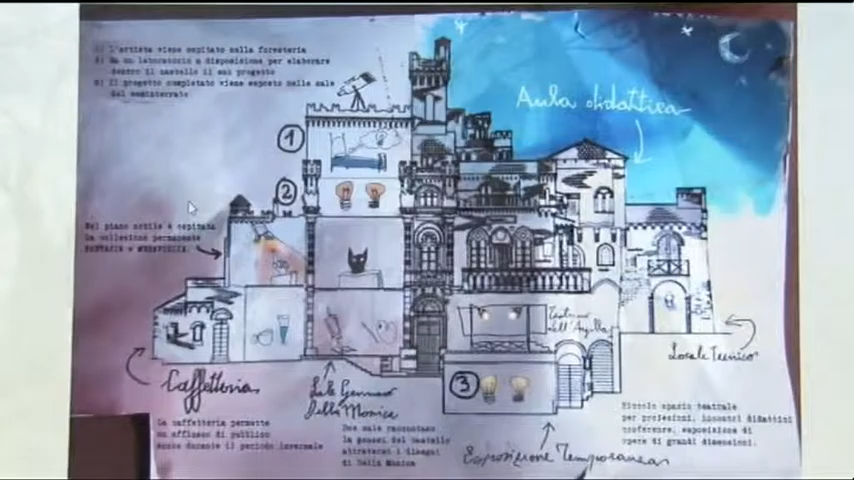 1) L'artista viene ospitato nella foresteria
2) Ha un laboratorio a disposizione per elaborare
dentro il castello il suo progetto
3) Il progetto completato viene esposto nelle sale
del seminterrato
Aula didattica
1
2
Nel piano nobile è ospitata
la collezione permanente
Teatrino
dell'Argilla
Locale Tecnico
Caffetteria
Sale Gennaro
Della Monica
3
La caffetteria permette
un afflusso di pubblico
anche durante il periodo invernale
Due sale raccontano
la genesi del castello
attraverso i disegni
di Della Monica
Esposizione Temporanea
Piccolo spazio teatrale
per proiezioni, incontri didattici
conferenze, esposizione di
opere di grandi dimensioni.